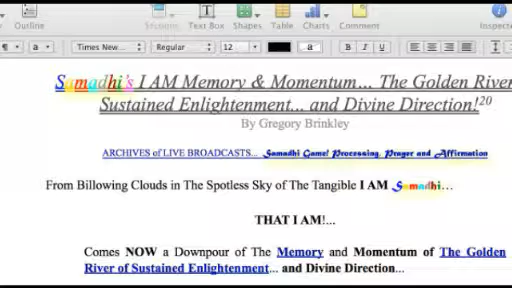 Outline Sections Text Box Shapes Table Charts Comment Inspector
¶ a Times New... Regular 12 a B I U
Samadhi's I AM Memory & Momentum... The Golden River
Sustained Enlightenment... and Divine Direction!20
By Gregory Brinkley
ARCHIVES of LIVE BROADCASTS... Samadhi Game! Processing, Prayer and Affirmation
From Billowing Clouds in The Spotless Sky of The Tangible I AM Samadhi...
THAT I AM!...
Comes NOW a Downpour of The Memory and Momentum of The Golden
River of Sustained Enlightenment... and Divine Direction...